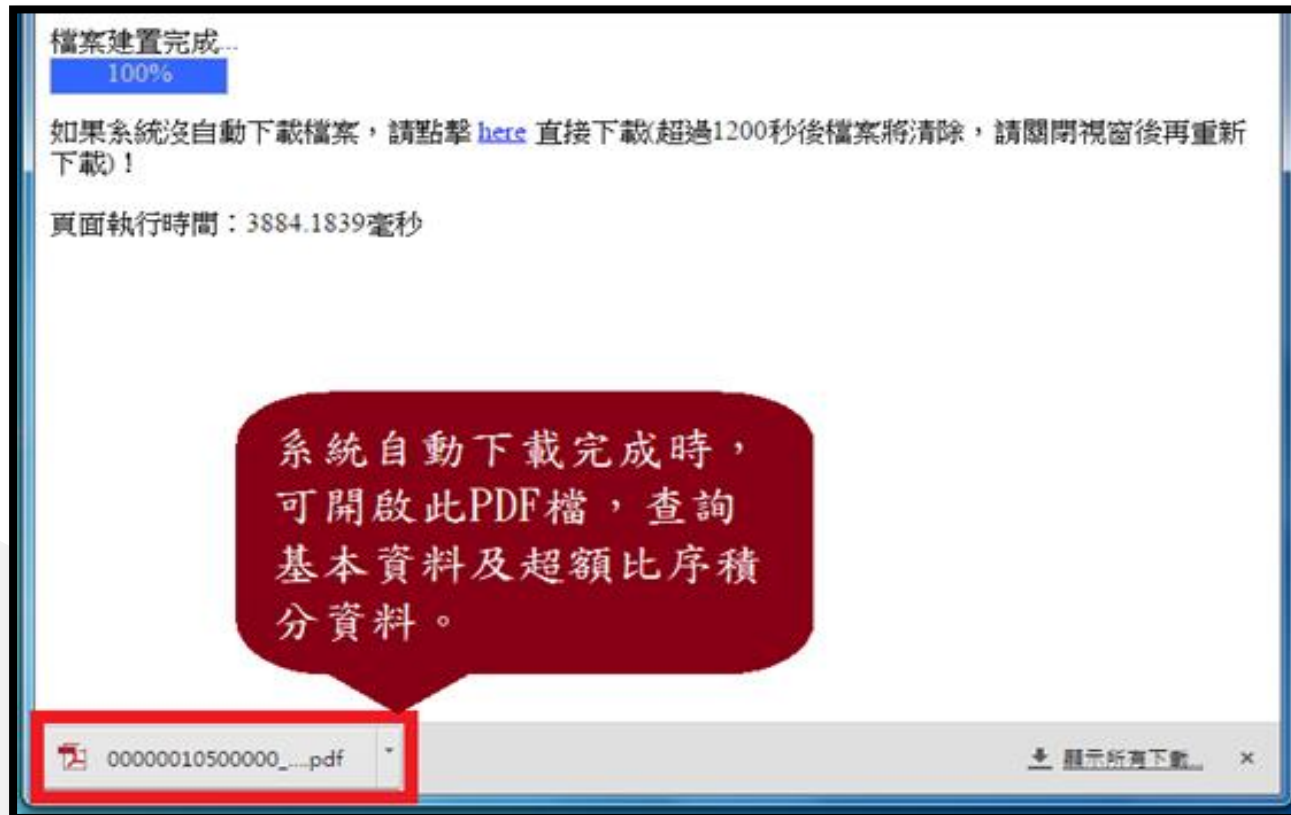 檔案建置完成...
100%
如果系統沒自動下載檔案，請點擊 here 直接下載(超過1200秒後檔案將清除，請關閉視窗後再重新
下載)！
頁面執行時間：3884.1839毫秒
系統自動下載完成時，
可開啟此PDF檔，查詢
基本資料及超額比序積
分資料。
00000010500000_....pdf
顯示所有下載...